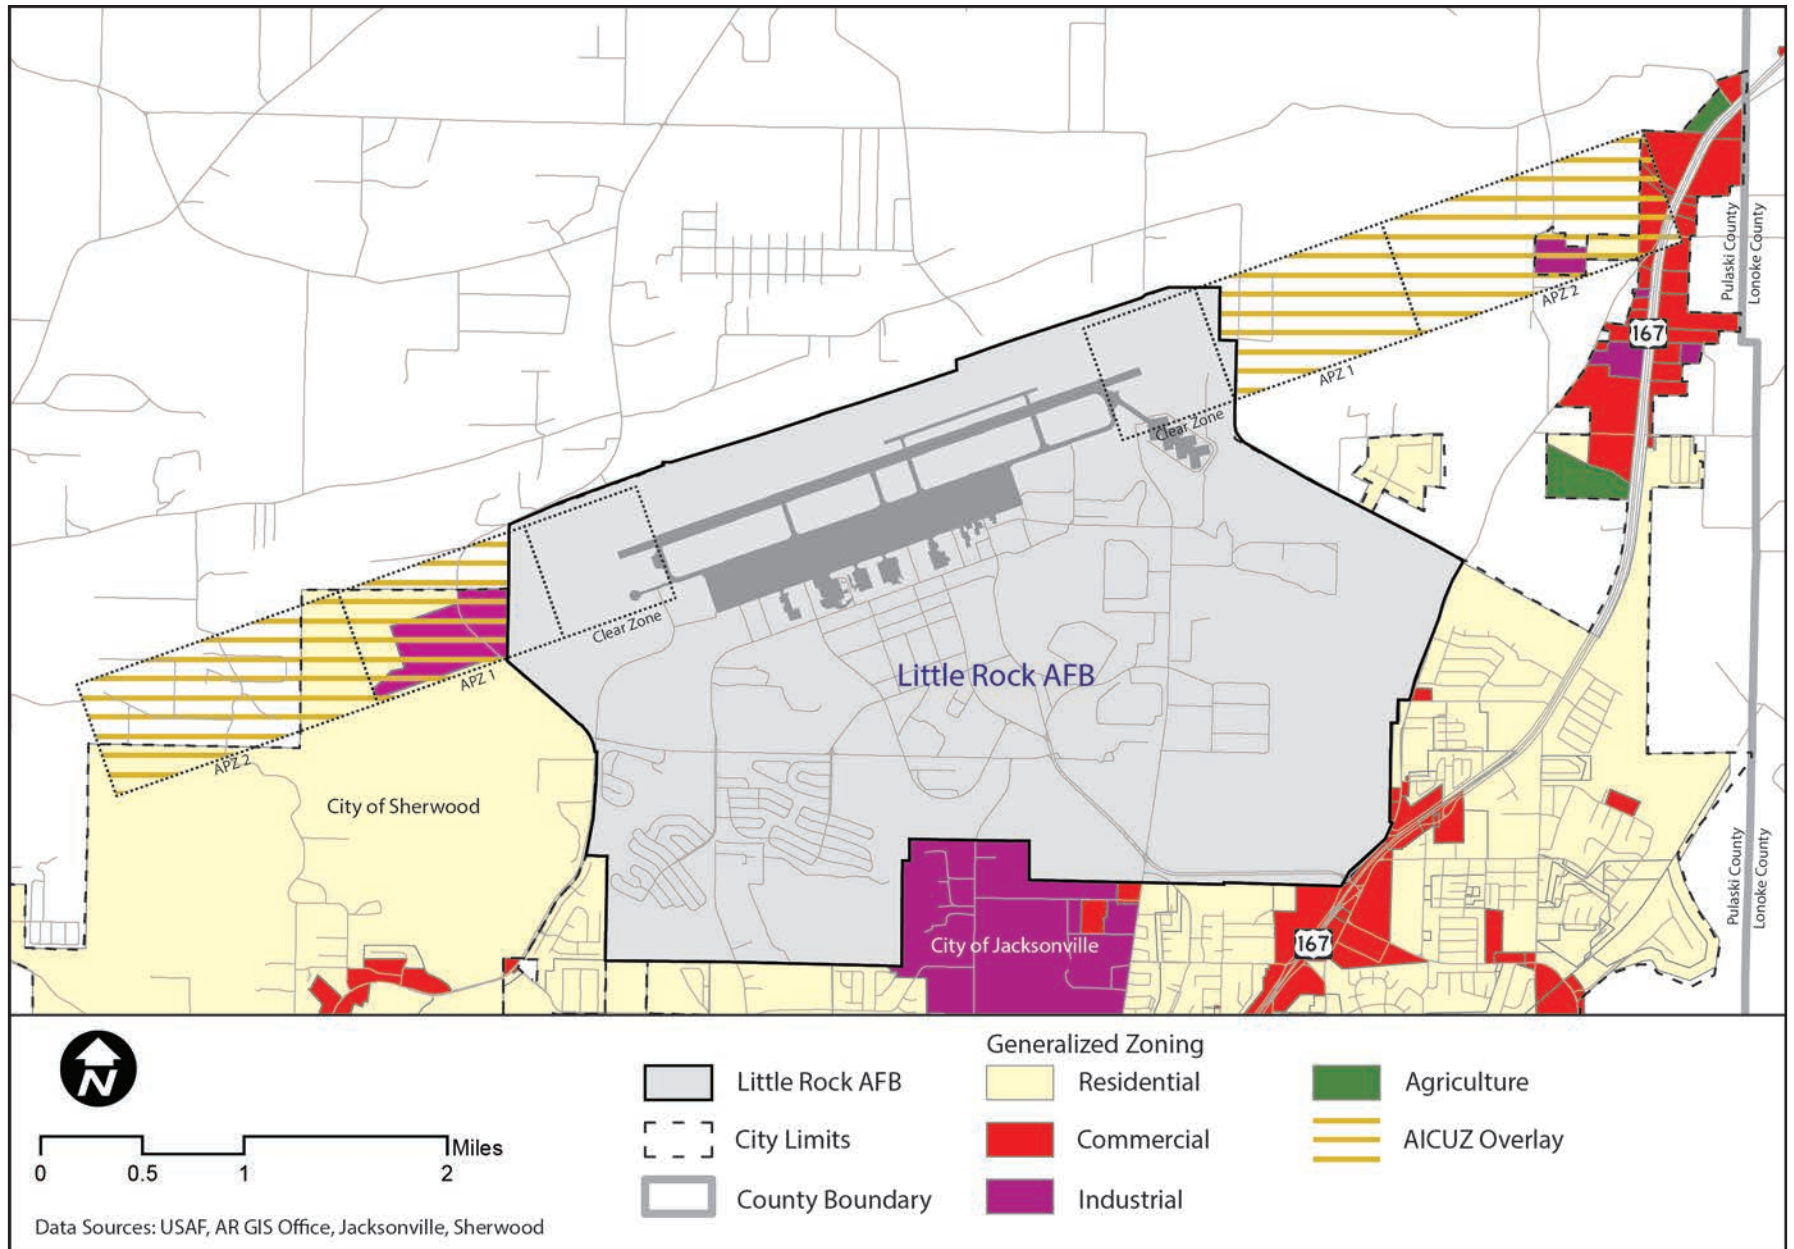 Pulaski County
Lonoke County
APZ 2
167
APZ 1
Clear Zone
Clear Zone
Little Rock AFB
APZ 1
APZ 2
City of Sherwood
Pulaski County
Lonoke County
City of Jacksonville
167
N
Miles
0 0.5 1 2
Data Sources: USAF, AR GIS Office, Jacksonville, Sherwood
Little Rock AFB
City Limits
County Boundary
Generalized Zoning
Residential
Commercial
Industrial
Agriculture
AICUZ Overlay